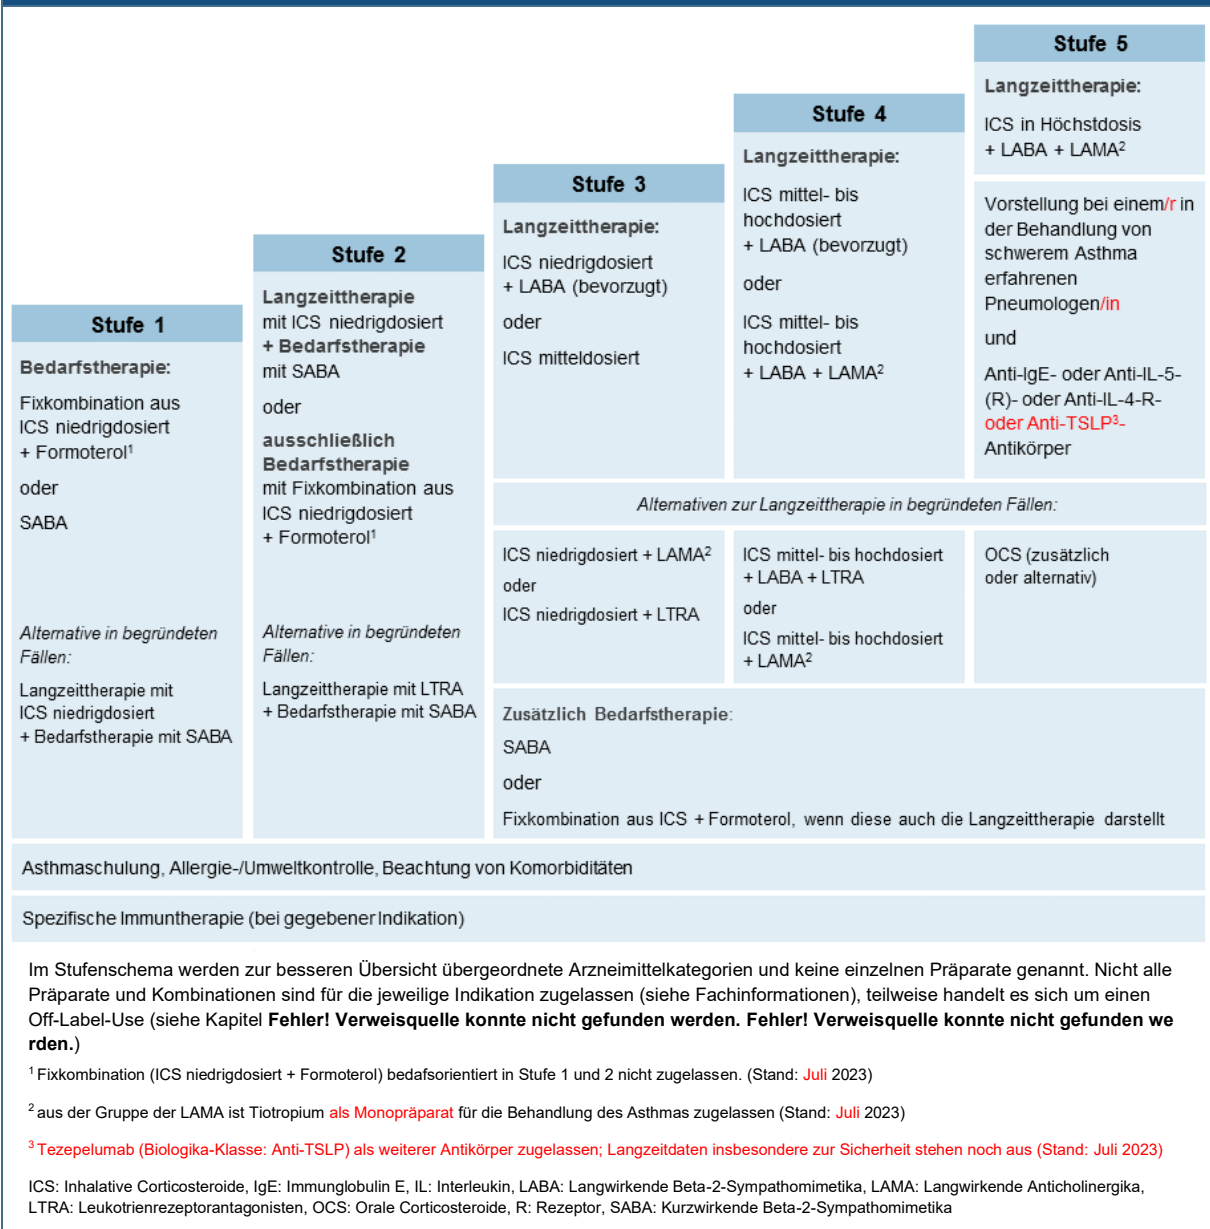 Stufe 1
Bedarfstherapie:
Fixkombination aus
ICS niedrigdosiert
+ Formoterol¹
oder
SABA
Alternative in begründeten
Fällen:
Langzeittherapie mit
ICS niedrigdosiert
+ Bedarfstherapie mit SABA
Stufe 2
Langzeittherapie
mit ICS niedrigdosiert
+ Bedarfstherapie
mit SABA
oder
ausschließlich
Bedarfstherapie
mit Fixkombination aus
ICS niedrigdosiert
+ Formoterol¹
Alternative in begründeten
Fällen:
Langzeittherapie mit LTRA
+ Bedarfstherapie mit SABA
Stufe 3
Langzeittherapie:
ICS niedrigdosiert
+ LABA (bevorzugt)
oder
ICS mitteldosiert
Stufe 4
Langzeittherapie:
ICS mittel- bis
hochdosiert
+ LABA (bevorzugt)
oder
ICS mittel- bis
hochdosiert
+ LABA + LAMA²
Stufe 5
Langzeittherapie:
ICS in Höchstdosis
+ LABA + LAMA²
Vorstellung bei einem/r in
der Behandlung von
schwerem Asthma
erfahrenen
Pneumologen/in
und
Anti-IgE- oder Anti-IL-5-
(R)- oder Anti-IL-4-R-
oder Anti-TSLP³-
Antikörper
Alternativen zur Langzeittherapie in begründeten Fällen:
ICS niedrigdosiert + LAMA²
oder
ICS niedrigdosiert + LTRA
ICS mittel- bis hochdosiert
+ LABA + LTRA
oder
ICS mittel- bis hochdosiert
+ LAMA²
OCS (zusätzlich
oder alternativ)
Zusätzlich Bedarfstherapie:
SABA
oder
Fixkombination aus ICS + Formoterol, wenn diese auch die Langzeittherapie darstellt
Asthmaschulung, Allergie-/Umweltkontrolle, Beachtung von Komorbiditäten
Spezifische Immuntherapie (bei gegebener Indikation)
Im Stufenschema werden zur besseren Übersicht übergeordnete Arzneimittelkategorien und keine einzelnen Präparate genannt. Nicht alle
Präparate und Kombinationen sind für die jeweilige Indikation zugelassen (siehe Fachinformationen), teilweise handelt es sich um einen
Off-Label-Use (siehe Kapitel Fehler! Verweisquelle konnte nicht gefunden werden. Fehler! Verweisquelle konnte nicht gefunden we
rden.)
¹ Fixkombination (ICS niedrigdosiert + Formoterol) bedafsorientiert in Stufe 1 und 2 nicht zugelassen. (Stand: Juli 2023)
² aus der Gruppe der LAMA ist Tiotropium als Monopräparat für die Behandlung des Asthmas zugelassen (Stand: Juli 2023)
³ Tezepelumab (Biologika-Klasse: Anti-TSLP) als weiterer Antikörper zugelassen; Langzeitdaten insbesondere zur Sicherheit stehen noch aus (Stand: Juli 2023)
ICS: Inhalative Corticosteroide, IgE: Immunglobulin E, IL: Interleukin, LABA: Langwirkende Beta-2-Sympathomimetika, LAMA: Langwirkende Anticholinergika,
LTRA: Leukotrienrezeptorantagonisten, OCS: Orale Corticosteroide, R: Rezeptor, SABA: Kurzwirkende Beta-2-Sympathomimetika